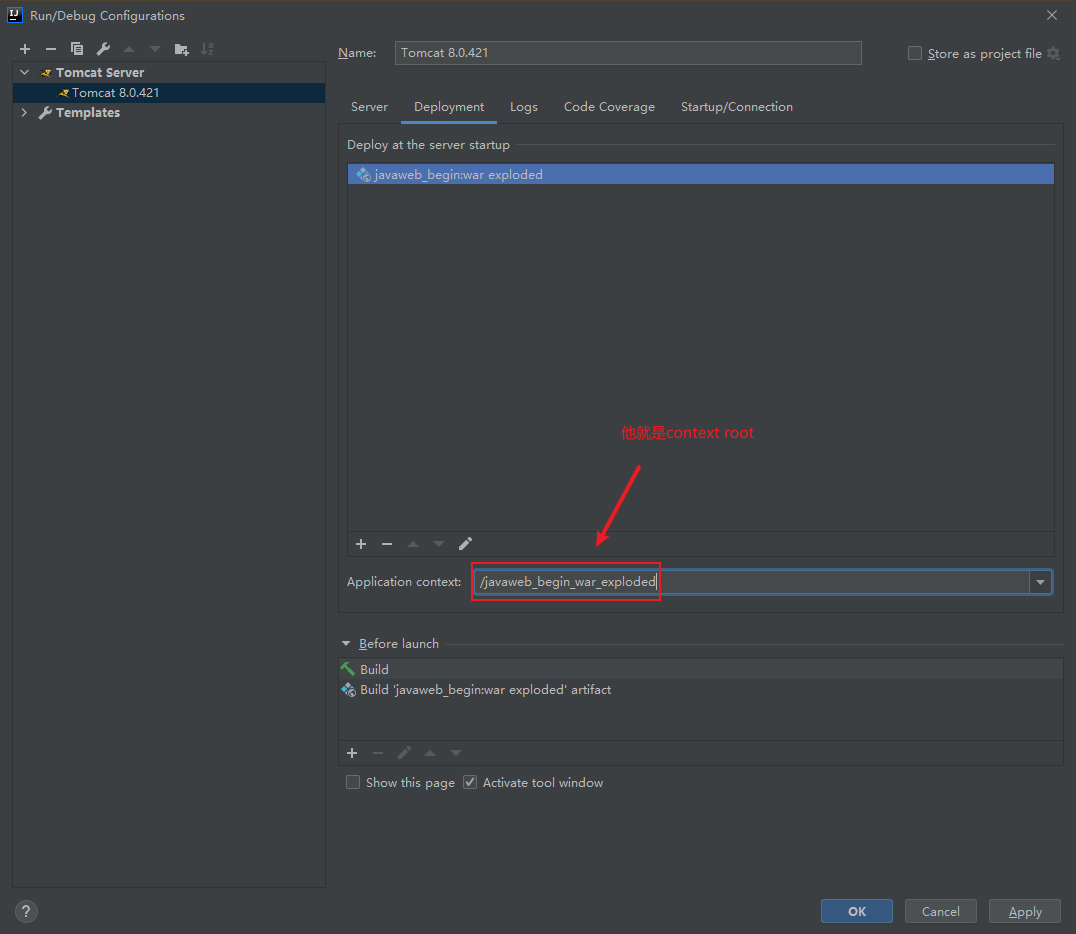 Run/Debug Configurations
Name: Tomcat 8.0.421
Store as project file
Tomcat Server
Tomcat 8.0.421
Templates
Server Deployment Logs Code Coverage Startup/Connection
Deploy at the server startup
javaweb_begin:war exploded
他就是context root
Application context: /javaweb_begin_war_exploded
Before launch
Build
Build 'javaweb_begin:war exploded' artifact
Show this page Activate tool window
? OK Cancel Apply